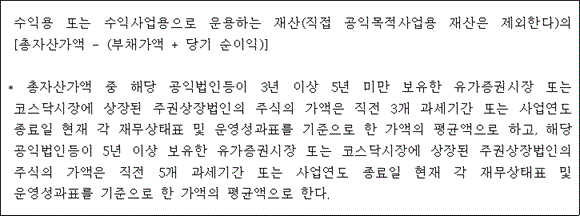 수익용 또는 수익사업용으로 운용하는 재산(직접 공익목적사업용 재산은 제외한다)의
[총자산가액 - (부채가액 + 당기 순이익)]
* 총자산가액 중 해당 공익법인등이 3년 이상 5년 미만 보유한 유가증권시장 또는
코스닥시장에 상장된 주권상장법인의 주식의 가액은 직전 3개 과세기간 또는 사업연도
종료일 현재 각 재무상태표 및 운영성과표를 기준으로 한 가액의 평균액으로 하고, 해당
공익법인등이 5년 이상 보유한 유가증권시장 또는 코스닥시장에 상장된 주권상장법인의
주식의 가액은 직전 5개 과세기간 또는 사업연도 종료일 현재 각 재무상태표 및
운영성과표를 기준으로 한 가액의 평균액으로 한다.